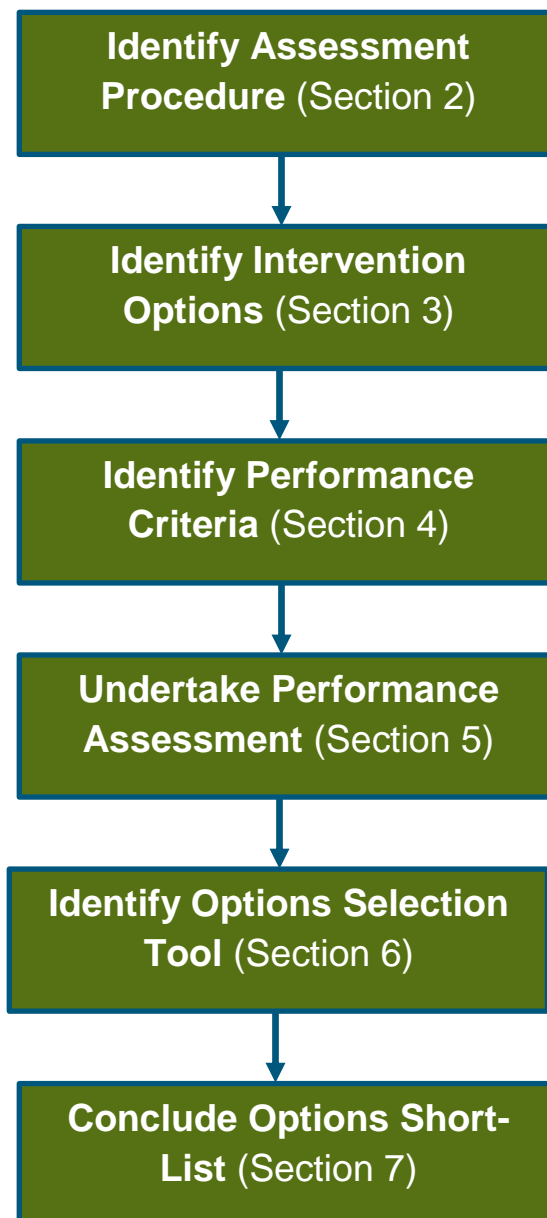 Identify Assessment
Procedure (Section 2)
Identify Intervention
Options (Section 3)
Identify Performance
Criteria (Section 4)
Undertake Performance
Assessment (Section 5)
Identify Options Selection
Tool (Section 6)
Conclude Options Short-
List (Section 7)